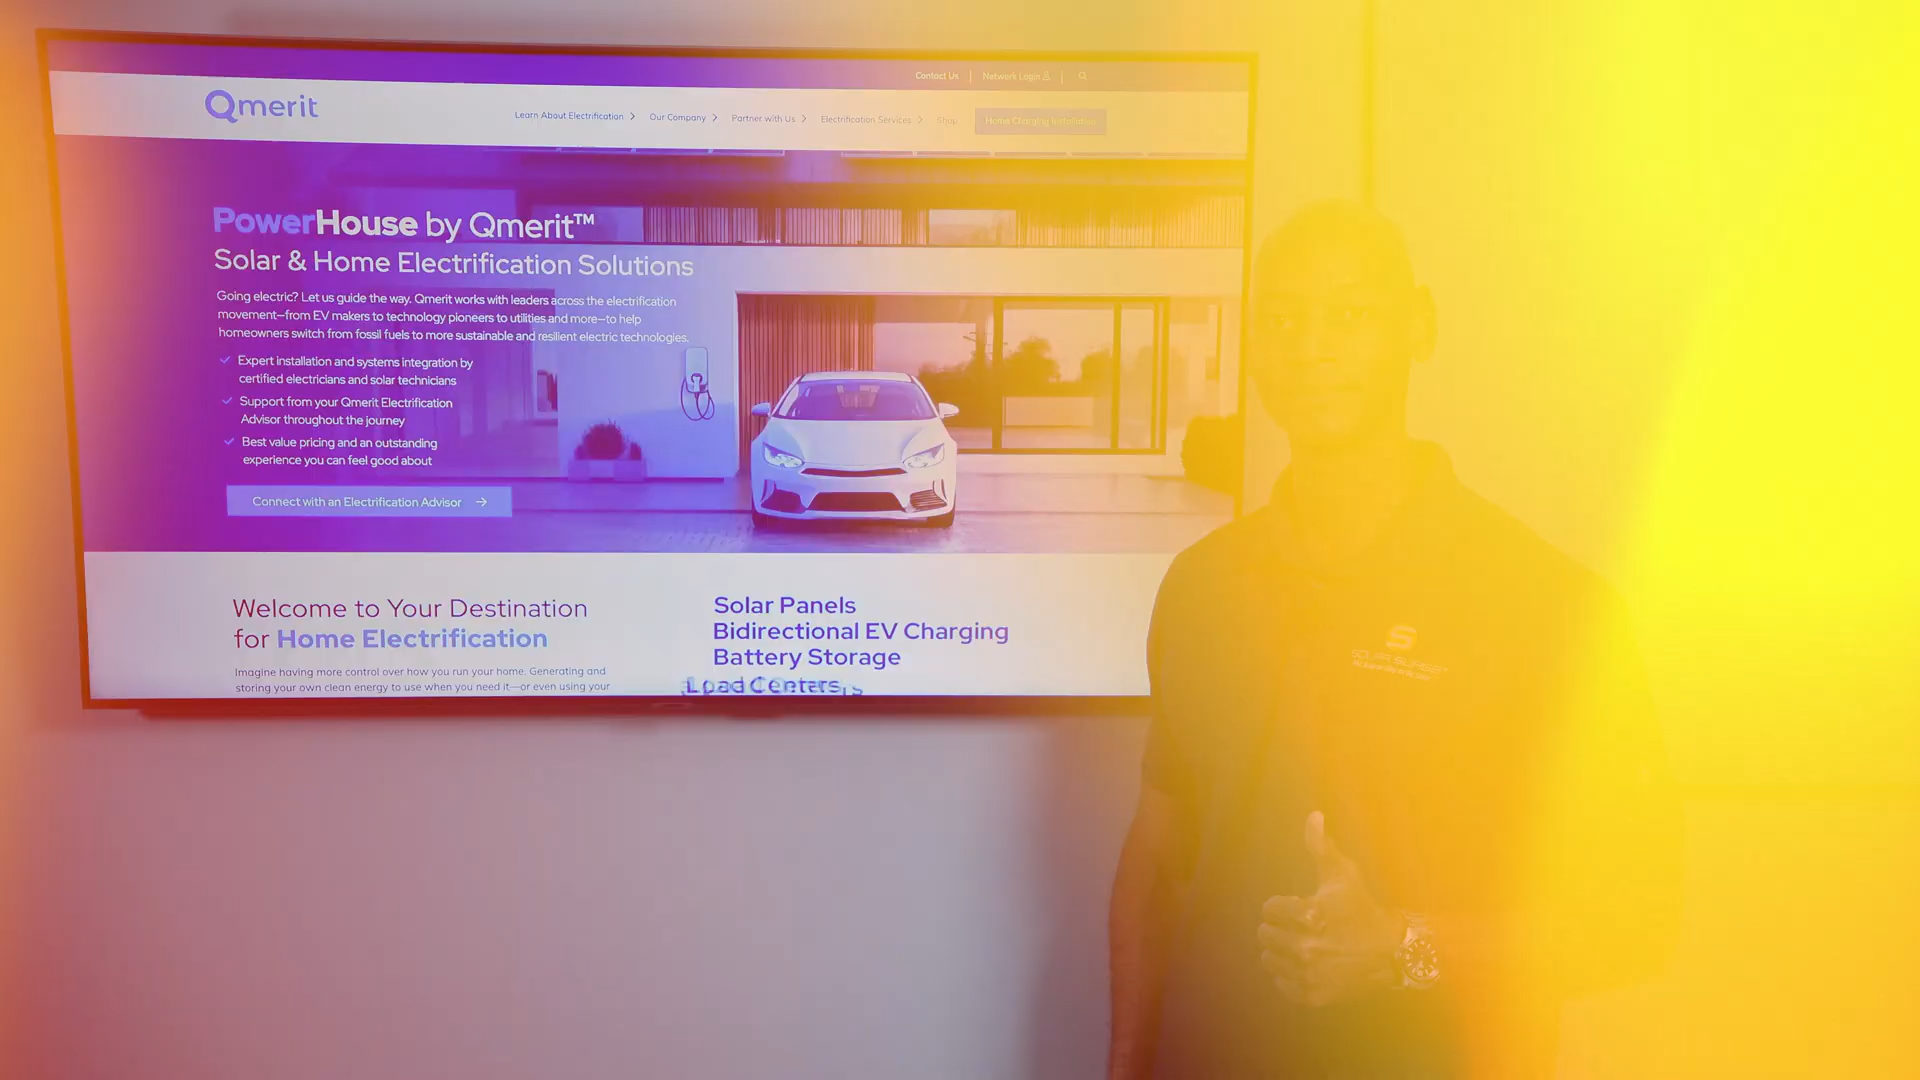 Contact Us
Network Login
Qmerit
Learn About Electrification
Our Company
Partner with Us
Electrification Services
Shop
Home Charging Installation
PowerHouse by Qmerit™
Solar & Home Electrification Solutions
Going electric? Let us guide the way. Qmerit works with leaders across the electrification
movement—from EV makers to technology pioneers to utilities and more—to help
homeowners switch from fossil fuels to more sustainable and resilient electric technologies.
Expert installation and systems integration by
certified electricians and solar technicians
Support from your Qmerit Electrification
Advisor throughout the journey
Best value pricing and an outstanding
experience you can feel good about
Connect with an Electrification Advisor
Welcome to Your Destination
for Home Electrification
Imagine having more control over how you run your home. Generating and
storing your own clean energy to use when you need it—or even using your
Solar Panels
Bidirectional EV Charging
Battery Storage
Load Centers
SOLAR SURGE